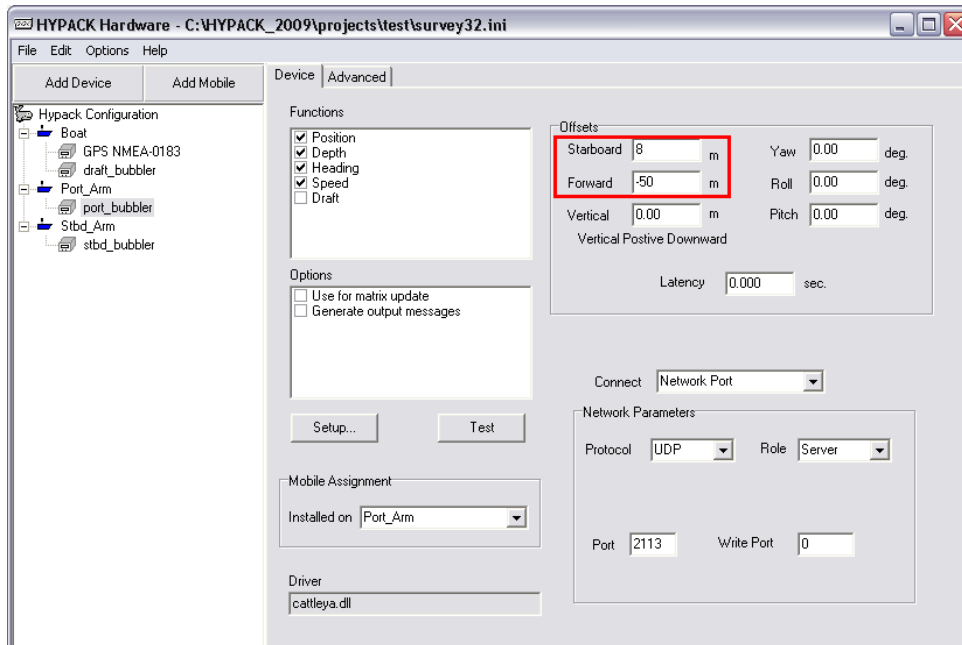 HYPACK Hardware - C:\HYPACK_2009\projects\test\survey32.ini
File Edit Options Help
Add Device Add Mobile
Device Advanced
Hypack Configuration
Boat
GPS NMEA-0183
draft_bubbler
Port_Arm
port_bubbler
Stbd_Arm
stbd_bubbler
Functions
Position
Depth
Heading
Speed
Draft
Options
Use for matrix update
Generate output messages
Setup... Test
Mobile Assignment
Installed on Port_Arm
Driver
cattleya.dll
Offsets
Starboard 8 m Yaw 0.00 deg.
Forward -50 m Roll 0.00 deg.
Vertical 0.00 m Pitch 0.00 deg.
Vertical Postive Downward
Latency 0.000 sec.
Connect Network Port
Network Parameters
Protocol UDP Role Server
Port 2113 Write Port 0